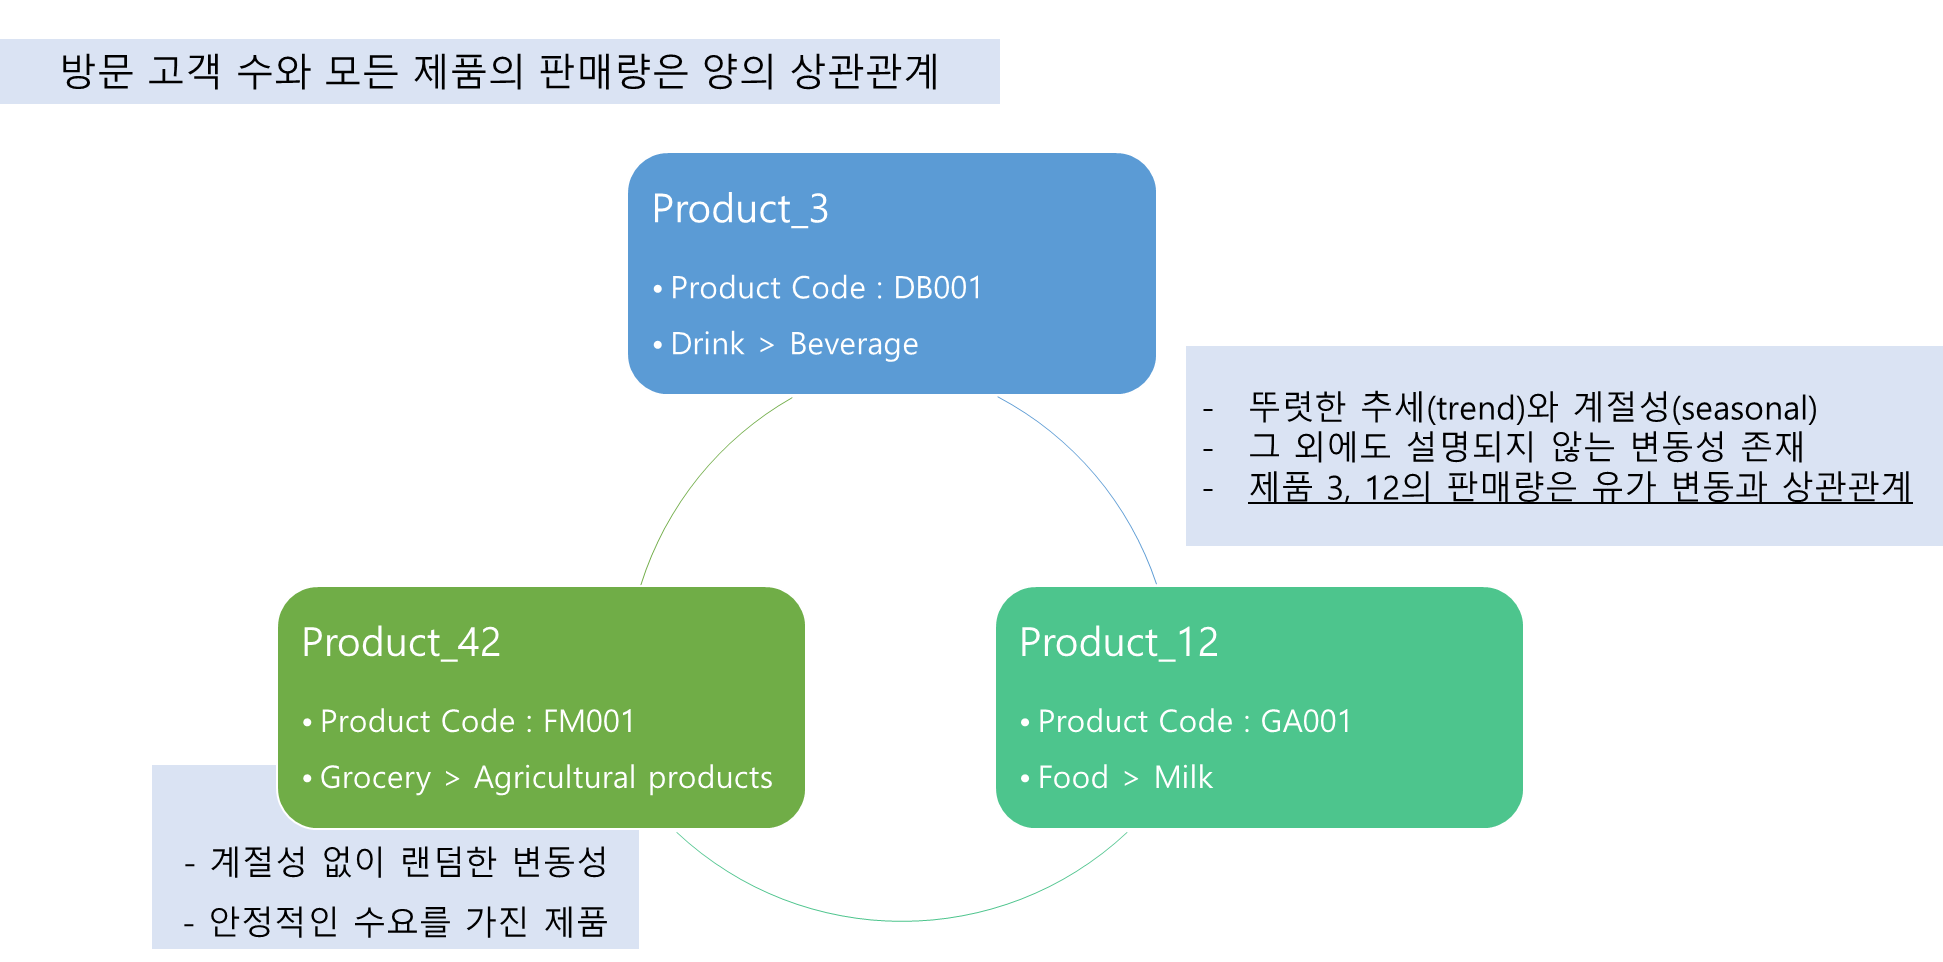 방문 고객 수와 모든 제품의 판매량은 양의 상관관계
Product_3
• Product Code : DB001
• Drink > Beverage
- 뚜렷한 추세(trend)와 계절성(seasonal)
- 그 외에도 설명되지 않는 변동성 존재
- 제품 3, 12의 판매량은 유가 변동과 상관관계
Product_42
• Product Code : FM001
• Grocery > Agricultural products
Product_12
• Product Code : GA001
• Food > Milk
- 계절성 없이 랜덤한 변동성
- 안정적인 수요를 가진 제품